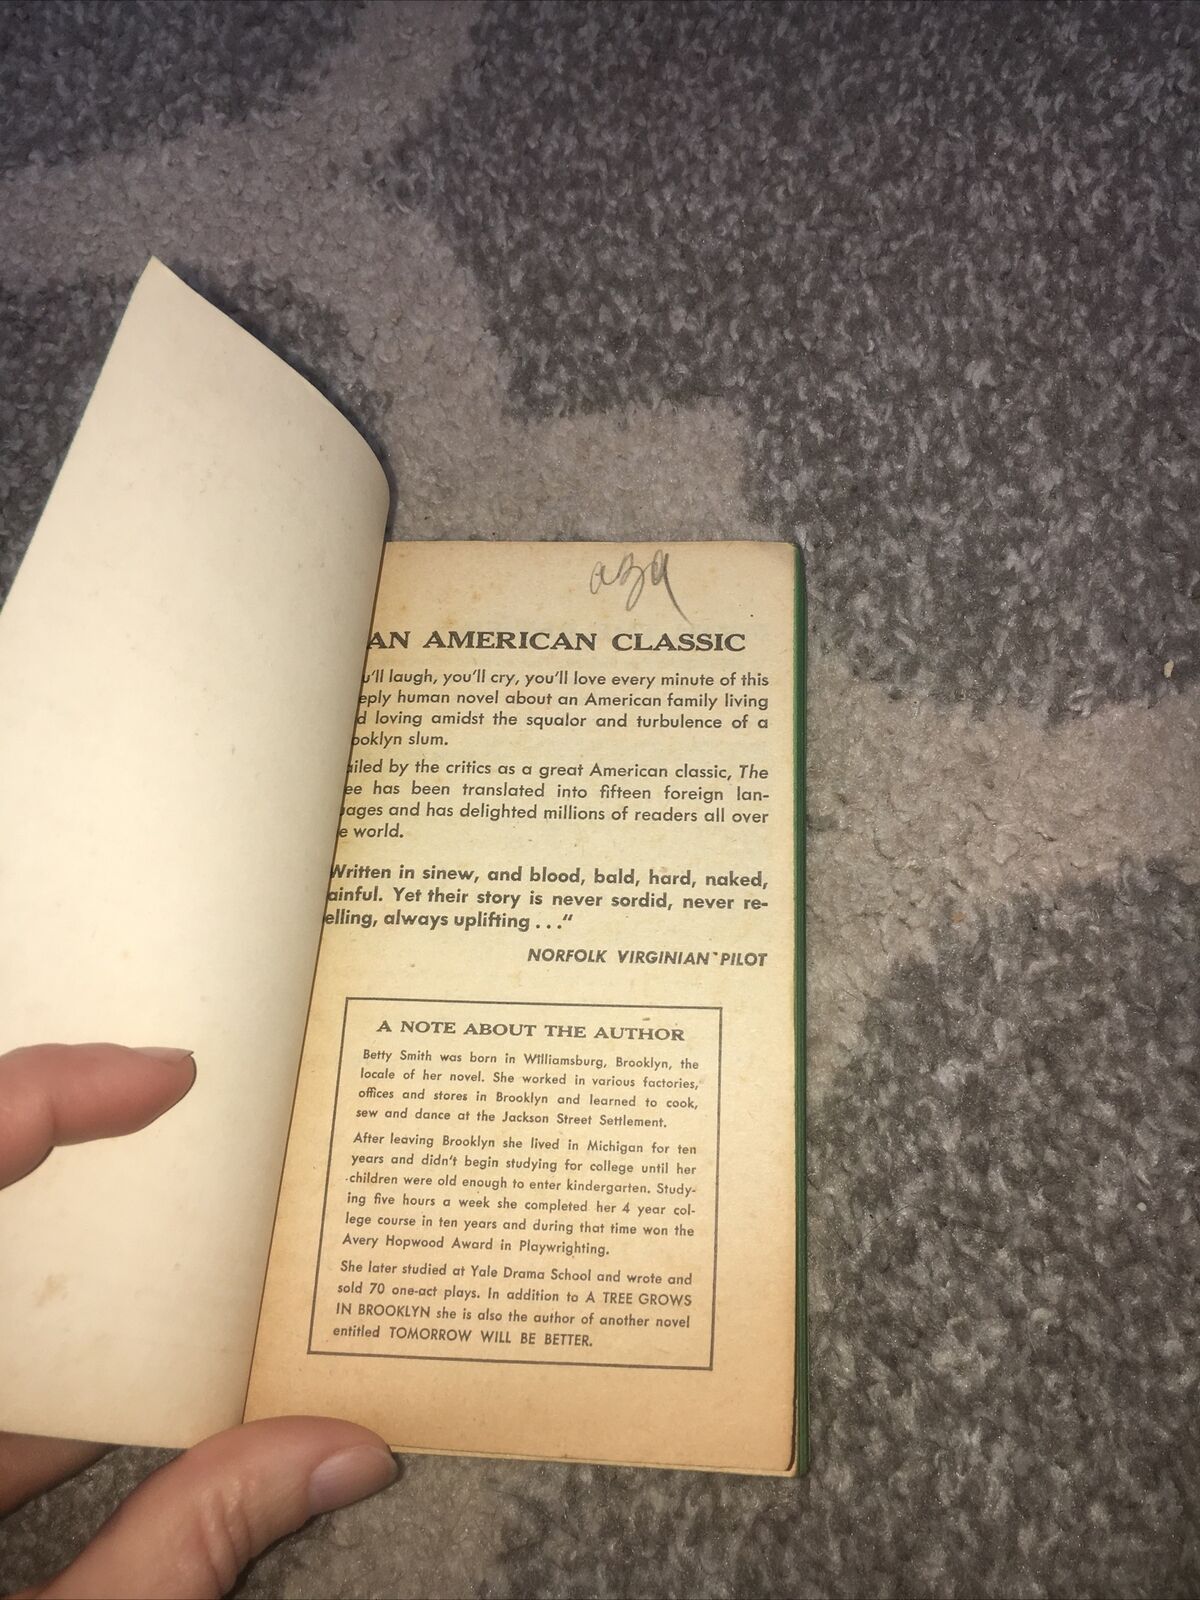 AN AMERICAN CLASSIC
u'll laugh, you'll cry, you'll love every minute of this
eply human novel about an American family living
d loving amidst the squalor and turbulence of a
ooklyn slum.
ailed by the critics as a great American classic, The
ee has been translated into fifteen foreign lan-
ages and has delighted millions of readers all over
e world.
Written in sinew, and blood, bald, hard, naked,
ainful. Yet their story is never sordid, never re-
elling, always uplifting . . ."
NORFOLK VIRGINIAN PILOT
A NOTE ABOUT THE AUTHOR
Betty Smith was born in Williamsburg, Brooklyn, the
locale of her novel. She worked in various factories,
offices and stores in Brooklyn and learned to cook,
sew and dance at the Jackson Street Settlement.
After leaving Brooklyn she lived in Michigan for ten
years and didn't begin studying for college until her
children were old enough to enter kindergarten. Study-
ing five hours a week she completed her 4 year col-
lege course in ten years and during that time won the
Avery Hopwood Award in Playwrighting.
She later studied at Yale Drama School and wrote and
sold 70 one-act plays. In addition to A TREE GROWS
IN BROOKLYN she is also the author of another novel
entitled TOMORROW WILL BE BETTER.